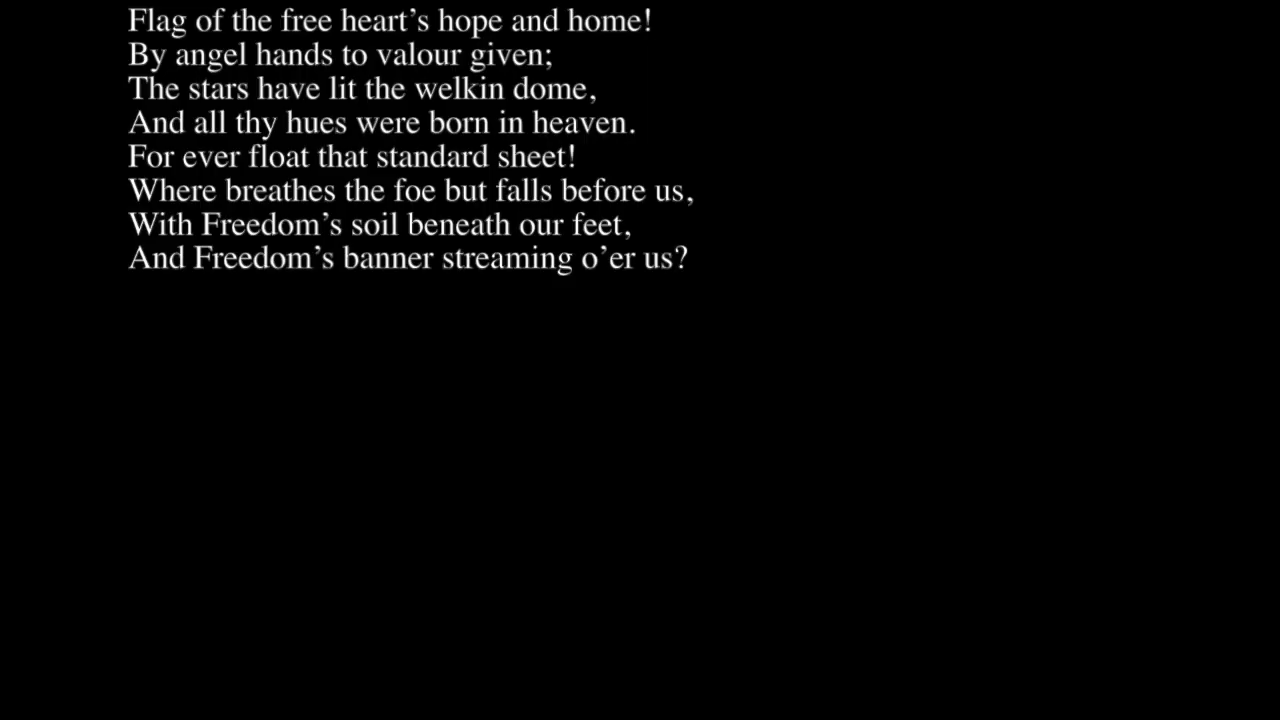 Flag of the free heart’s hope and home!
By angel hands to valour given;
The stars have lit the welkin dome,
And all thy hues were born in heaven.
For ever float that standard sheet!
Where breathes the foe but falls before us,
With Freedom’s soil beneath our feet,
And Freedom’s banner streaming o’er us?